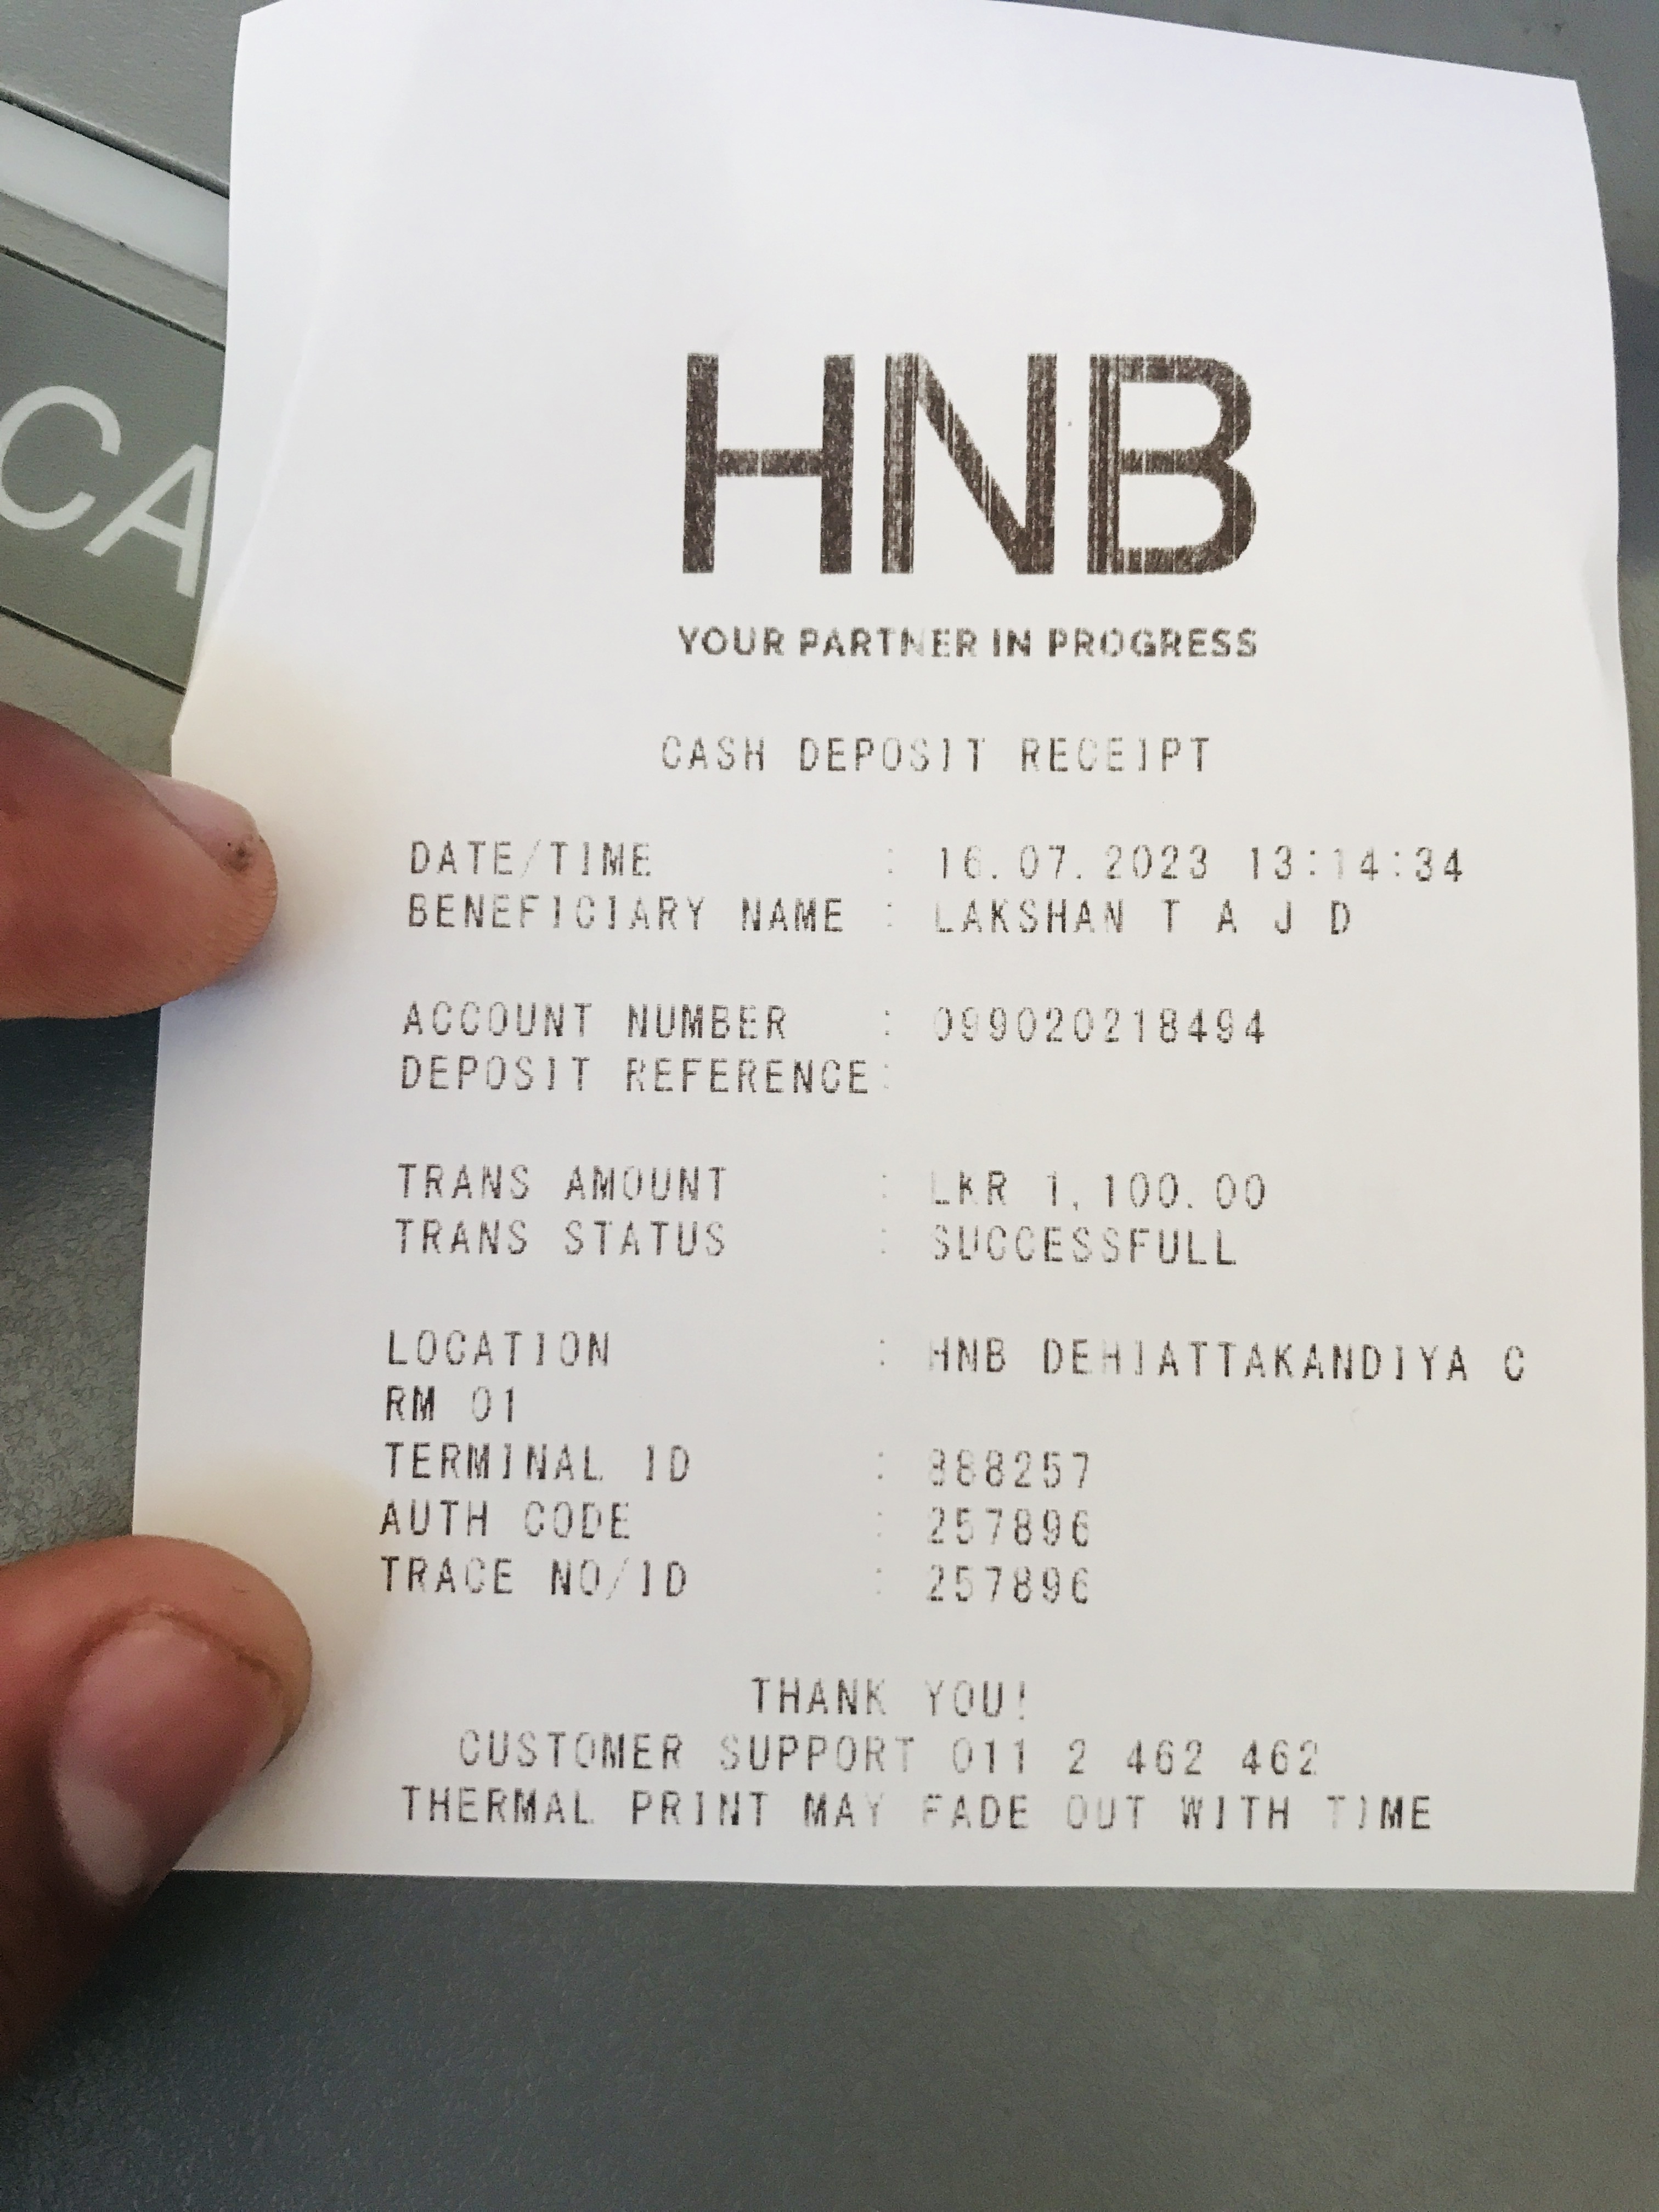 CA
HNB
YOUR PARTNER IN PROGRESS
CASH DEPOSIT RECEIPT
DATE/TIME : 16.07.2023 13:14:34
BENEFICIARY NAME : LAKSHAN T A J D
ACCOUNT NUMBER : 099020218494
DEPOSIT REFERENCE:
TRANS AMOUNT : LKR 1,100.00
TRANS STATUS : SUCCESSFULL
LOCATION : HNB DEHIATTAKANDIYA C
RM 01
TERMINAL ID : 888257
AUTH CODE : 257896
TRACE NO/ID : 257896
THANK YOU!
CUSTOMER SUPPORT 011 2 462 462
THERMAL PRINT MAY FADE OUT WITH TIME